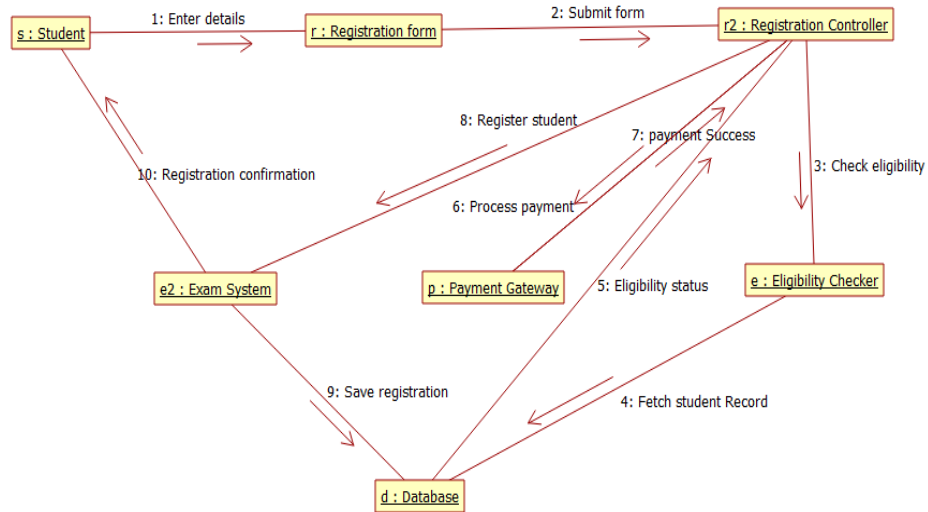 1: Enter details
2: Submit form
s : Student
r : Registration form
r2 : Registration Controller
8: Register student
7: payment Success
3: Check eligibility
10: Registration confirmation
6: Process payment
e2 : Exam System
p : Payment Gateway
5: Eligibility status
e : Eligibility Checker
9: Save registration
4: Fetch student Record
d : Database